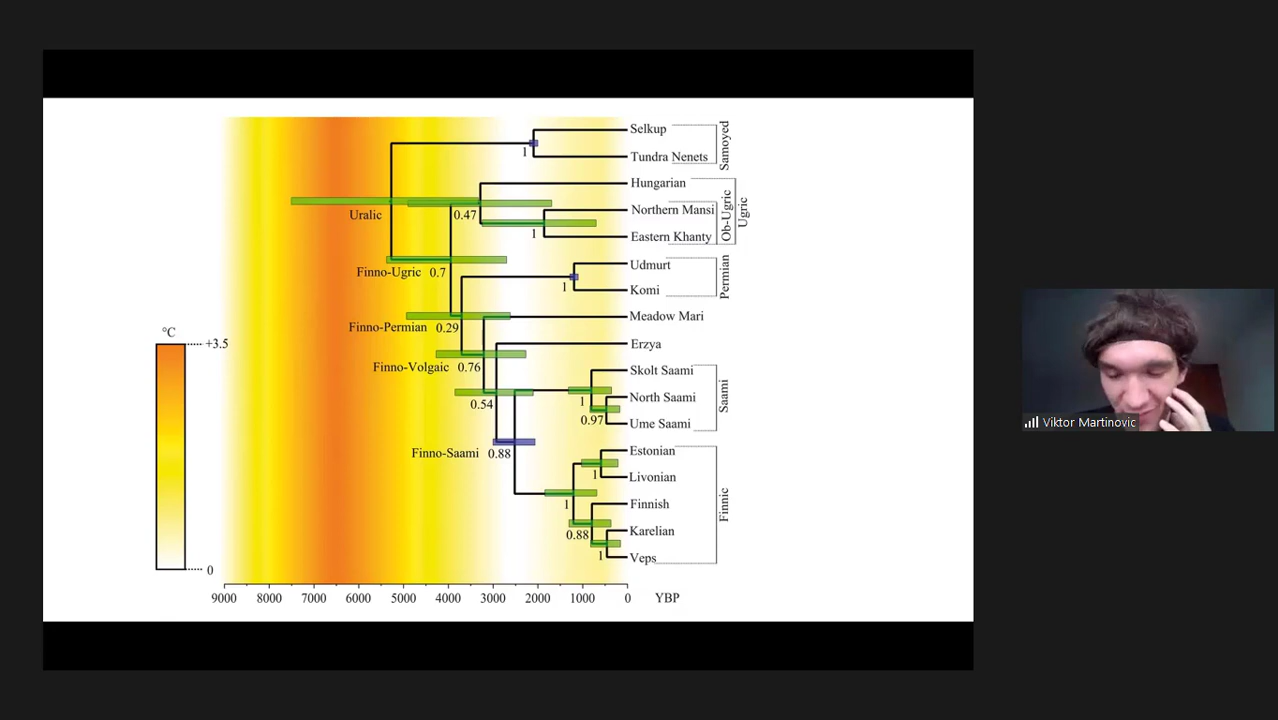 Selkup
Tundra Nenets
Samoyed
1
Hungarian
Northern Mansi
Eastern Khanty
Ob-Ugric
Ugric
0.47
1
Uralic
Finno-Ugric 0.7
Udmurt
Komi
Permian
1
Finno-Permian 0.29
Meadow Mari
Finno-Volgaic 0.76
Erzya
0.54
Skolt Saami
North Saami
Ume Saami
Saami
1
0.97
Finno-Saami 0.88
Estonian
Livonian
Finnish
Karelian
Veps
Finnic
1
1
0.88
1
°C
+3.5
0
9000 8000 7000 6000 5000 4000 3000 2000 1000 0 YBP
Viktor Martinovic